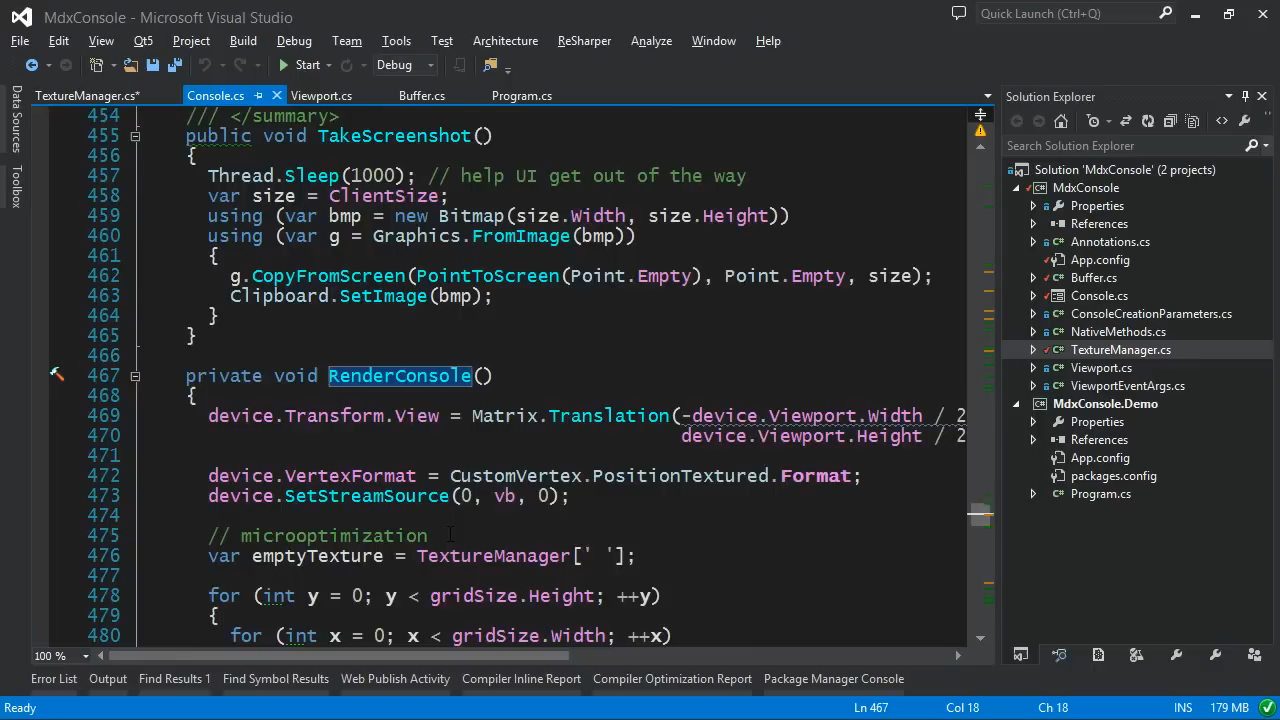 MdxConsole - Microsoft Visual Studio
Quick Launch (Ctrl+Q)
File Edit View Qt5 Project Build Debug Team Tools Test Architecture ReSharper Analyze Window Help
Start Debug
TextureManager.cs* Console.cs Viewport.cs Buffer.cs Program.cs
Data Sources
Toolbox
454 /// </summary>
455 public void TakeScreenshot()
456 {
457 Thread.Sleep(1000); // help UI get out of the way
458 var size = ClientSize;
459 using (var bmp = new Bitmap(size.Width, size.Height))
460 using (var g = Graphics.FromImage(bmp))
461 {
462 g.CopyFromScreen(PointToScreen(Point.Empty), Point.Empty, size);
463 Clipboard.SetImage(bmp);
464 }
465 }
466
467 private void RenderConsole()
468 {
469 device.Transform.View = Matrix.Translation(-device.Viewport.Width / 2
470 device.Viewport.Height / 2
471
472 device.VertexFormat = CustomVertex.PositionTextured.Format;
473 device.SetStreamSource(0, vb, 0);
474
475 // microoptimization
476 var emptyTexture = TextureManager[' '];
477
478 for (int y = 0; y < gridSize.Height; ++y)
479 {
480 for (int x = 0; x < gridSize.Width; ++x)
100 %
Solution Explorer
Search Solution Explorer
Solution 'MdxConsole' (2 projects)
MdxConsole
Properties
References
Annotations.cs
App.config
Buffer.cs
Console.cs
ConsoleCreationParameters.cs
NativeMethods.cs
TextureManager.cs
Viewport.cs
ViewportEventArgs.cs
MdxConsole.Demo
Properties
References
App.config
packages.config
Program.cs
Error List Output Find Results 1 Find Symbol Results Web Publish Activity Compiler Inline Report Compiler Optimization Report Package Manager Console
Ready Ln 467 Col 18 Ch 18 INS 179 MB